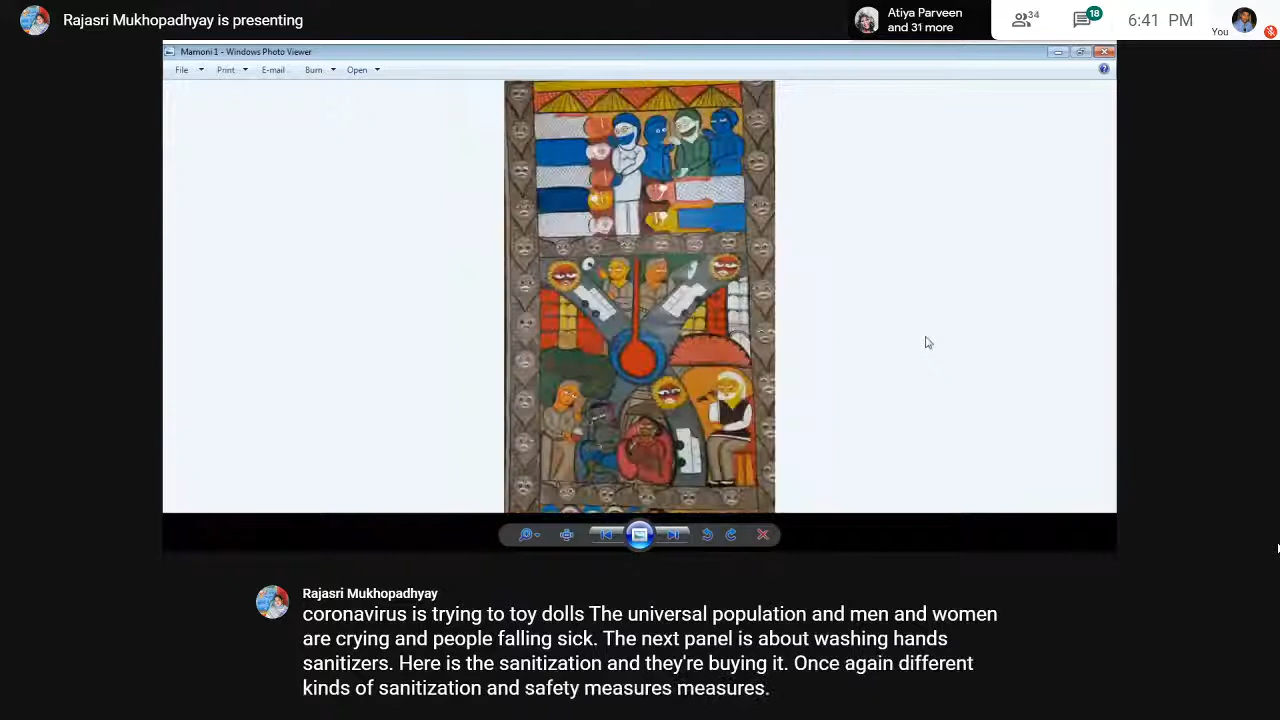 Rajasri Mukhopadhyay is presenting
Atiya Parveen
and 31 more
34
18
6:41 PM
You
Mamoni 1 - Windows Photo Viewer
File Print E-mail Burn Open
Rajasri Mukhopadhyay
coronavirus is trying to toy dolls The universal population and men and women
are crying and people falling sick. The next panel is about washing hands
sanitizers. Here is the sanitization and they're buying it. Once again different
kinds of sanitization and safety measures measures.